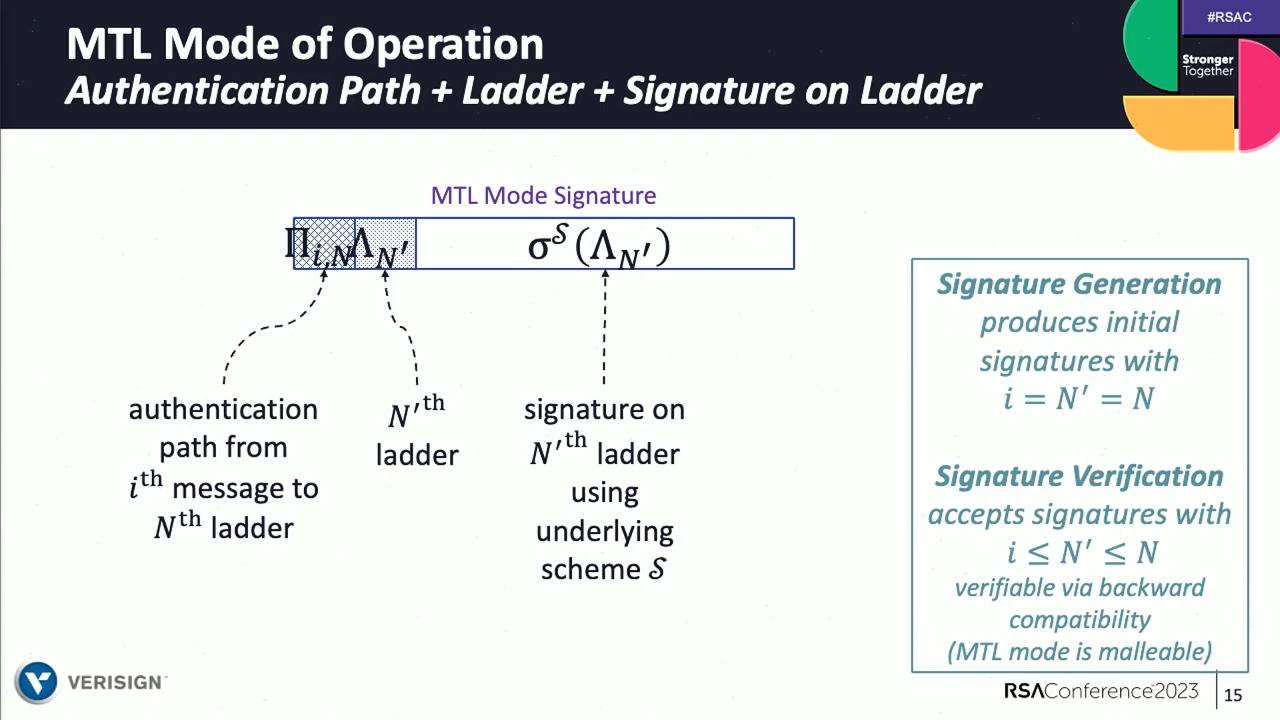 #RSAC
MTL Mode of Operation
Authentication Path + Ladder + Signature on Ladder
Stronger
Together
MTL Mode Signature
Π_{i,N} Λ_{N′} σ^𝒮(Λ_{N′})
authentication
path from
i^th message to
N^th ladder
N′^th
ladder
signature on
N′^th ladder
using
underlying
scheme 𝒮
Signature Generation
produces initial
signatures with
i = N′ = N
Signature Verification
accepts signatures with
i ≤ N′ ≤ N
verifiable via backward
compatibility
(MTL mode is malleable)
VERISIGN
RSAConference™2023
15